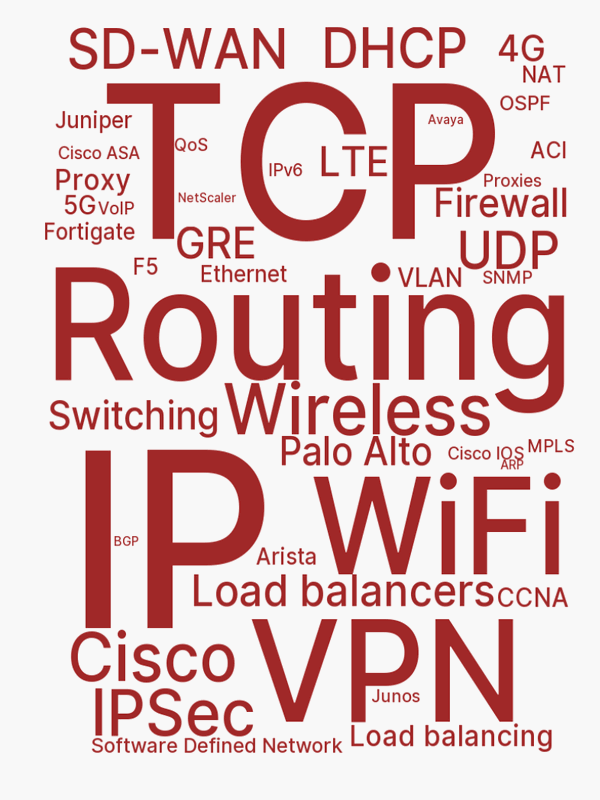 SD-WAN DHCP 4G
NAT
TCP
OSPF
Juniper
Avaya
QoS
Cisco ASA
LTE
ACI
IPv6
Proxy
Proxies
NetScaler
5G
VoIP
Firewall
Fortigate
GRE
UDP
F5
Ethernet
VLAN
SNMP
Routing
Switching
Wireless
Palo Alto
Cisco IOS
MPLS
ARP
IP
WiFi
BGP
Arista
Load balancers
CCNA
Cisco
VPN
Junos
IPSec
Load balancing
Software Defined Network